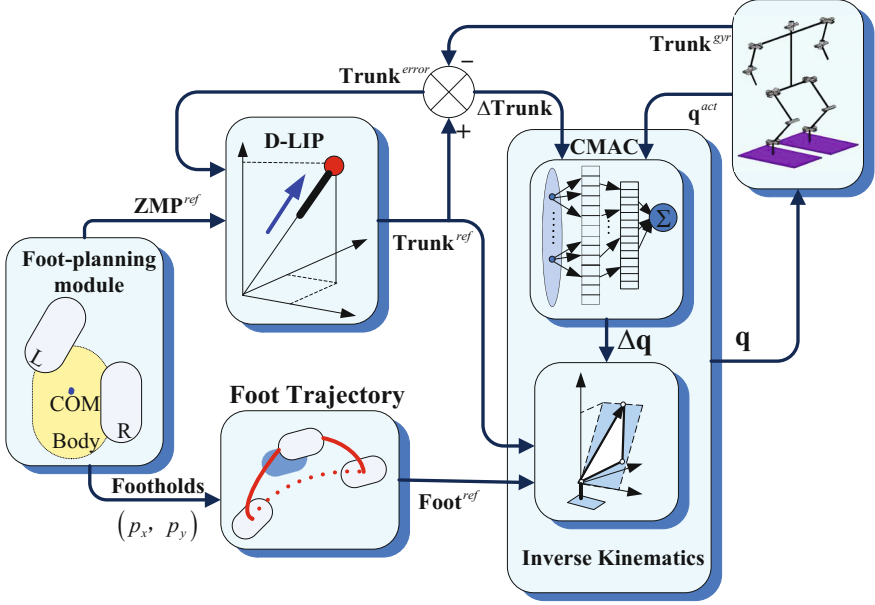 Trunk^{gyr}
−
Trunk^{error}
ΔTrunk
q^{act}
+
D-LIP
CMAC
ZMP^{ref}
Σ
Trunk^{ref}
Foot-planning
module
L
COM
Body
R
Δq
q
Foot Trajectory
Footholds
(p_x, p_y)
Foot^{ref}
Inverse Kinematics